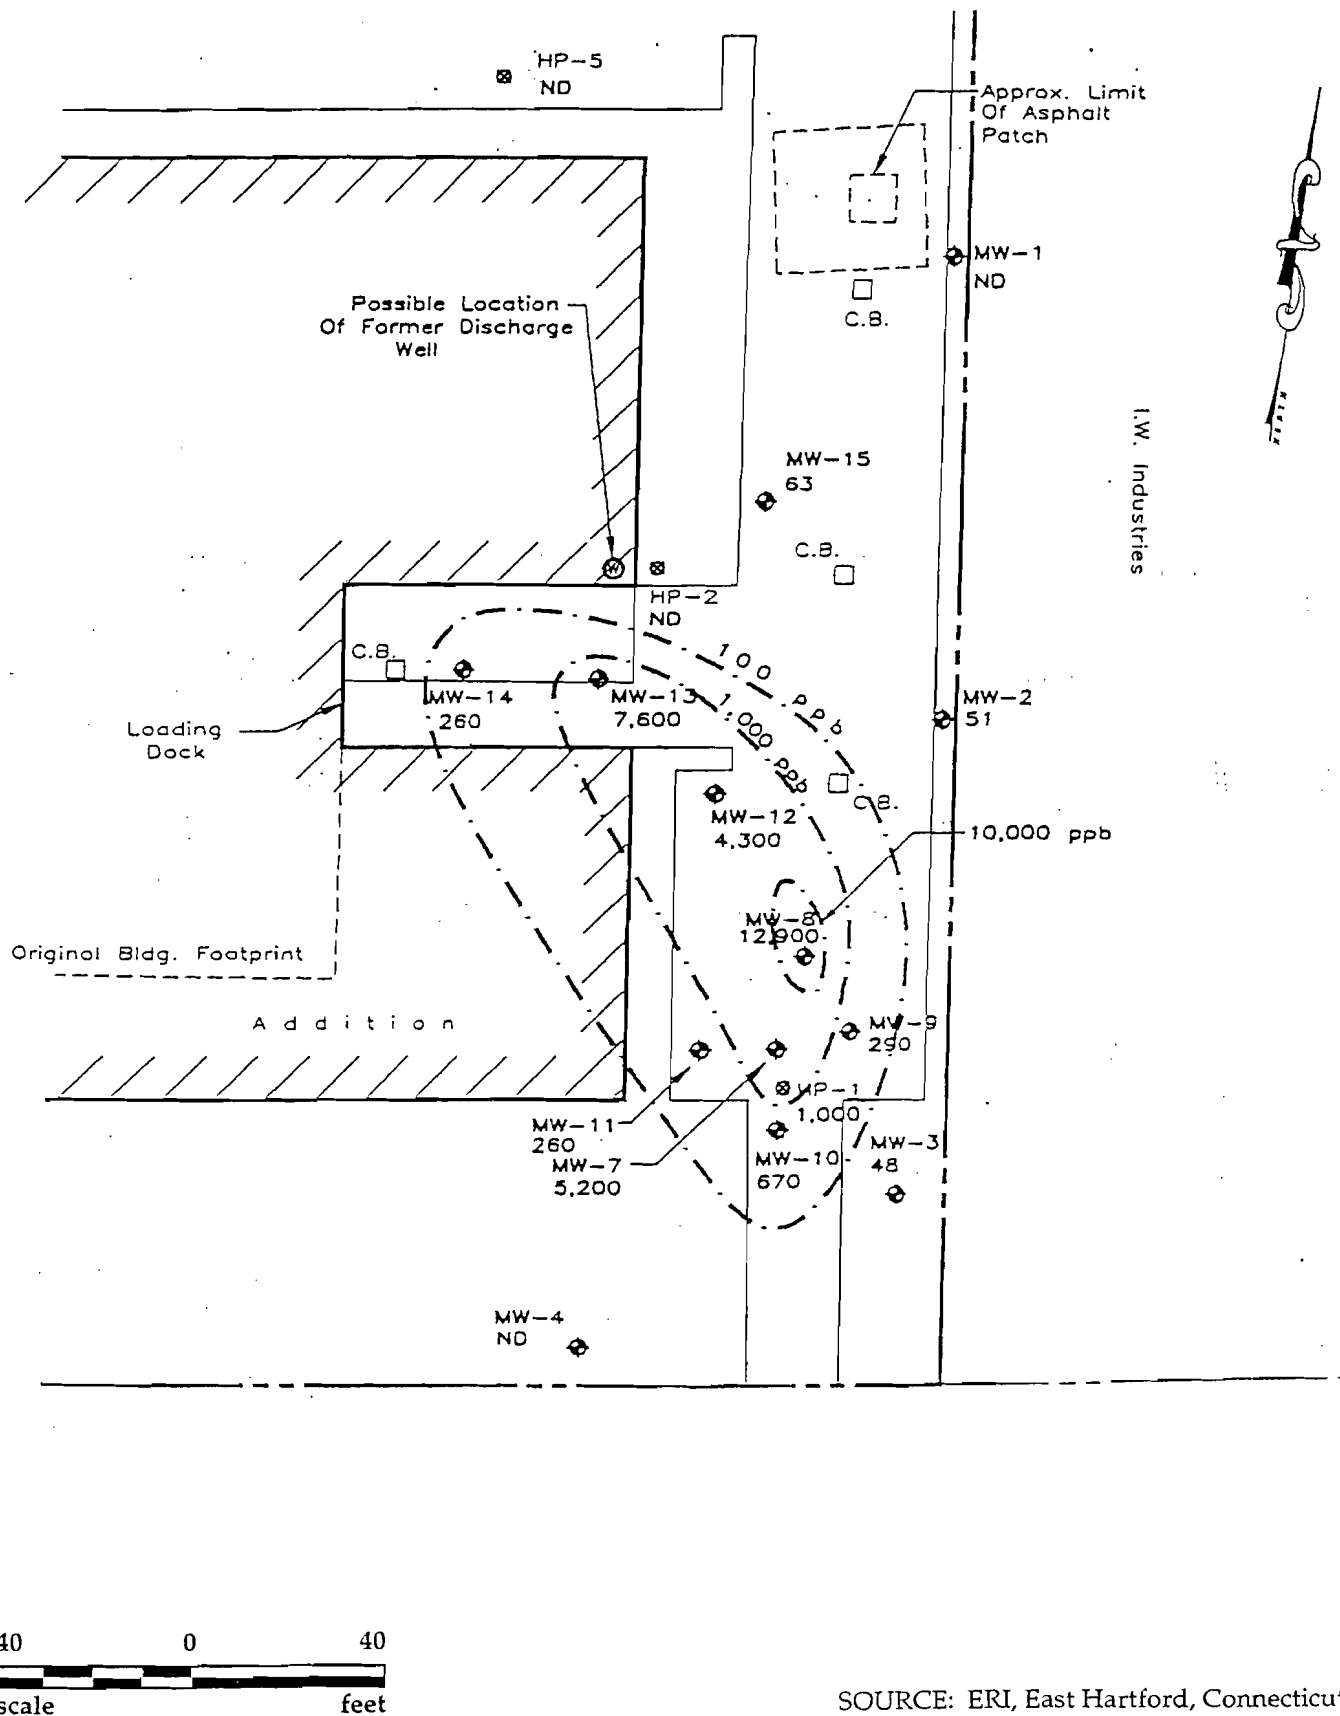 HP-5
ND
Approx. Limit
Of Asphalt
Patch
MW-1
ND
C.B.
Possible Location
Of Former Discharge
Well
W
I.W. Industries
MW-15
63
C.B.
HP-2
ND
C.B.
100 ppb
MW-14
260
MW-13
7,600
1,000 ppb
MW-2
51
Loading
Dock
C.B.
MW-12
4,300
10,000 ppb
MW-8
12,900
Original Bldg. Footprint
Addition
MW-9
290
HP-1
1,000
MW-11
260
MW-7
5,200
MW-10
670
MW-3
48
MW-4
ND
40 0 40
scale feet
SOURCE: ERI, East Hartford, Connecticut